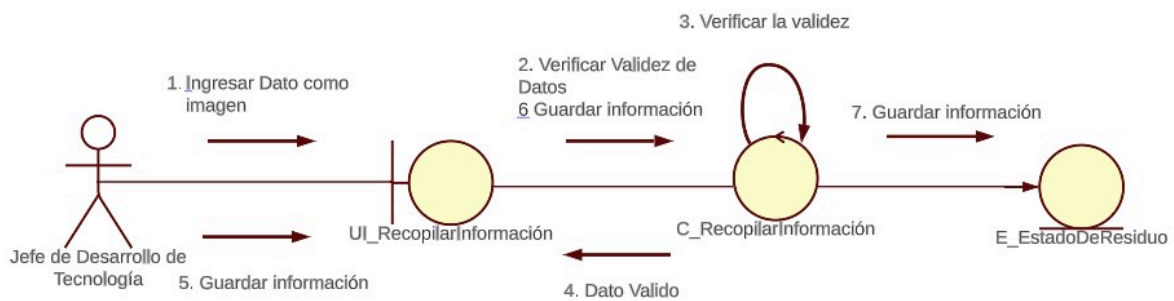 3. Verificar la validez
1. Ingresar Dato como
imagen
2. Verificar Validez de
Datos
6 Guardar información
7. Guardar información
UI_RecopilarInformación
C_RecopilarInformación
E_EstadoDeResiduo
Jefe de Desarrollo de
Tecnología
5. Guardar información
4. Dato Valido